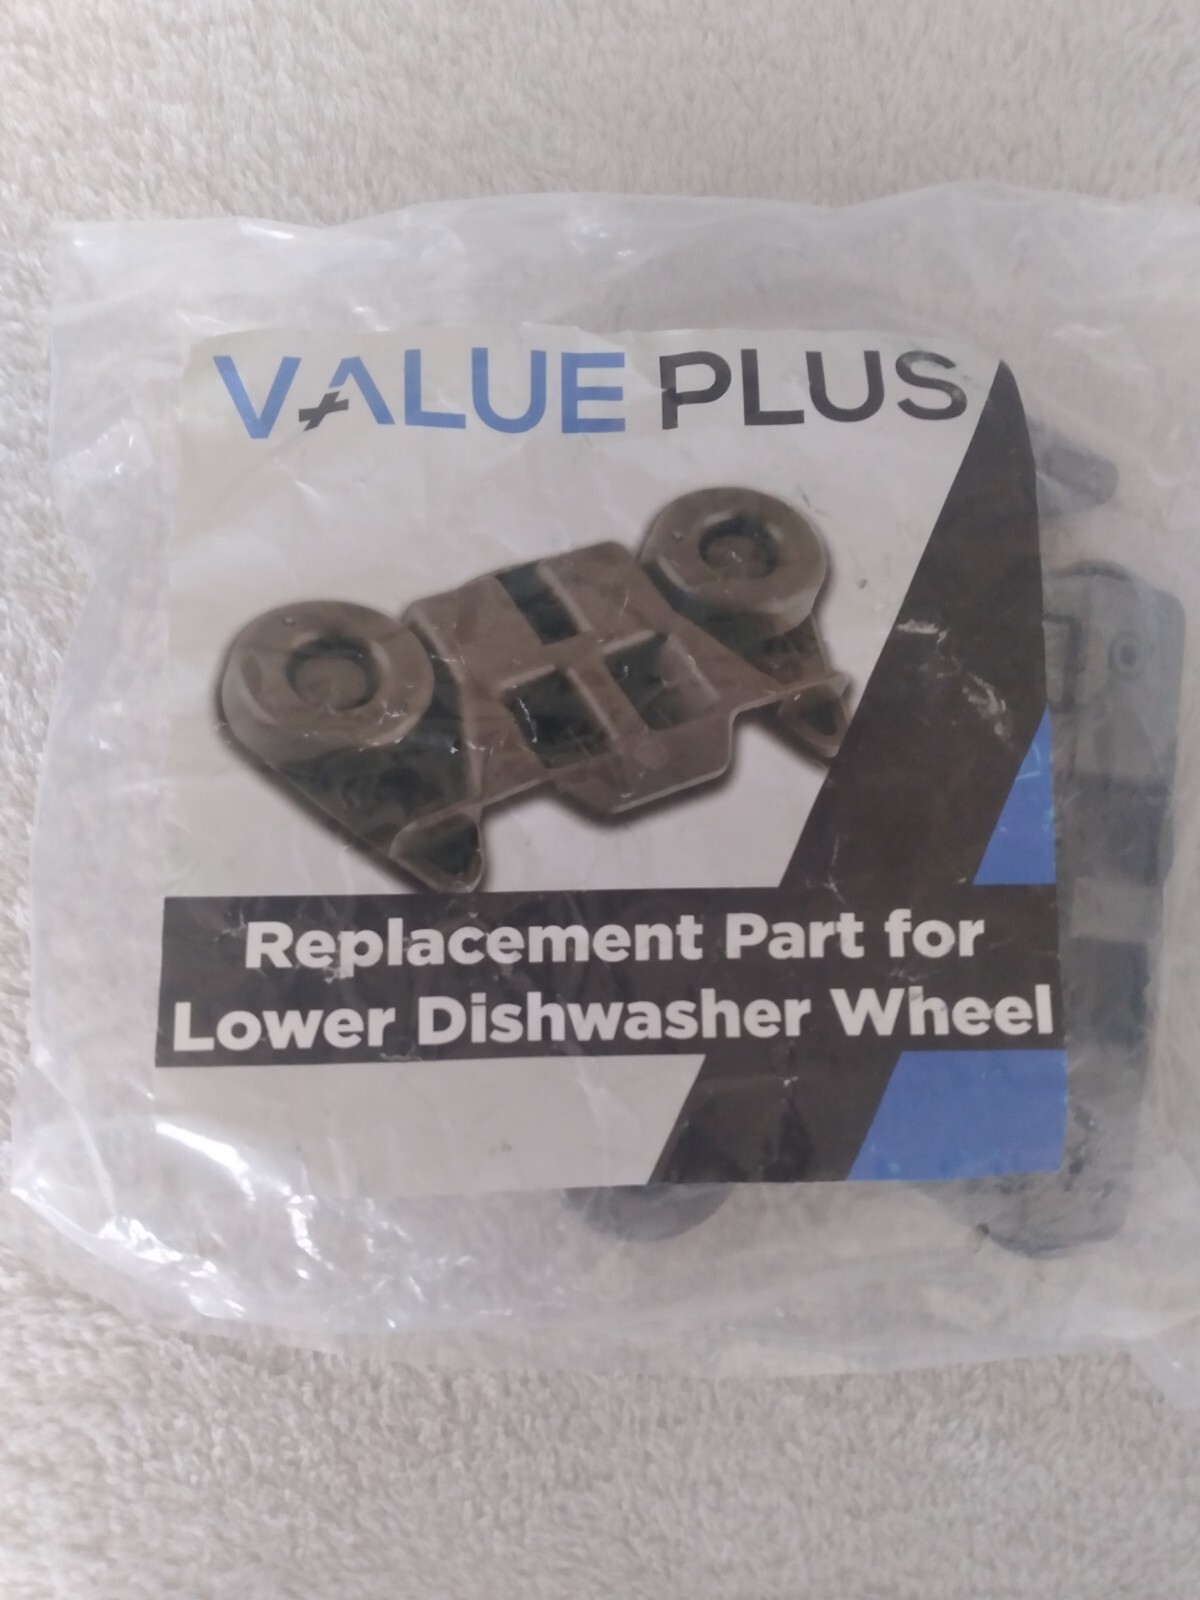 VALUE PLUS
Replacement Part for
Lower Dishwasher Wheel